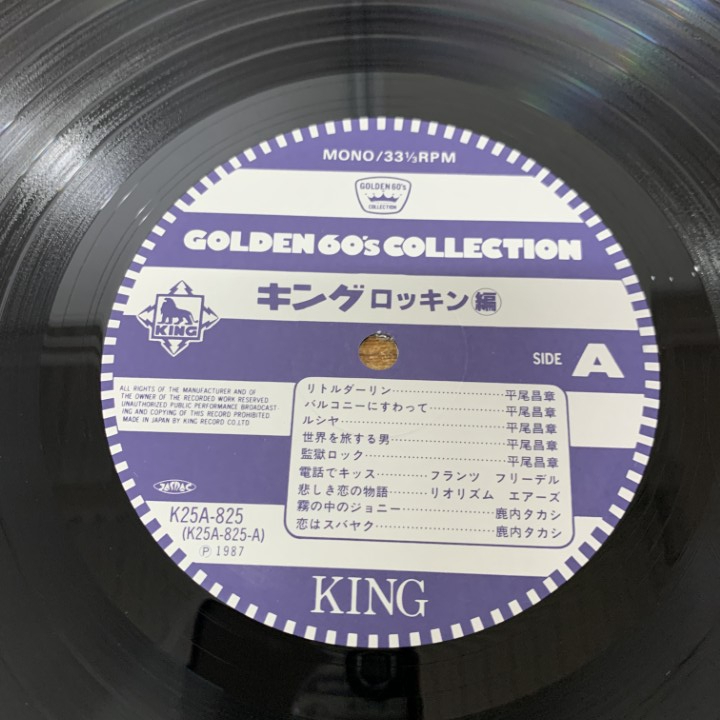 MONO/33⅓RPM
GOLDEN 60's
COLLECTION
GOLDEN 60's COLLECTION
キング ロッキン 編
KING
SIDE A
ALL RIGHTS OF THE MANUFACTURER AND OF
THE OWNER OF THE RECORDED WORK RESERVED
UNAUTHORIZED PUBLIC PERFORMANCE BROADCAST-
ING AND COPYING OF THIS RECORD PROHIBITED
MADE IN JAPAN BY KING RECORD CO.LTD
リトルダーリン……………………平尾昌章
バルコニーにすわって……………平尾昌章
ルシヤ………………………………平尾昌章
世界を旅する男……………………平尾昌章
監獄ロック…………………………平尾昌章
電話でキッス………フランツ フリーデル
悲しき恋の物語………リオリズム エアーズ
霧の中のジョニー…………………鹿内タカシ
恋はスバヤク………………………鹿内タカシ
JASRAC
K25A-825
(K25A-825-A)
Ⓟ 1987
KING